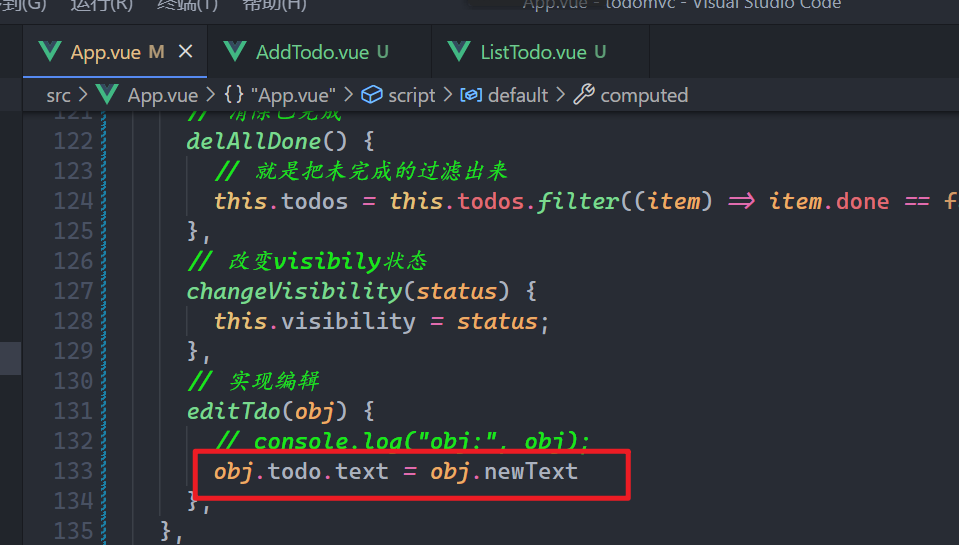 运行(R) 终端(T) 帮助(H) App.vue - todomvc - Visual Studio Code
App.vue M × AddTodo.vue U ListTodo.vue U
src > App.vue > {} "App.vue" > script > default > computed
121 // 清除已完成
122 delAllDone() {
123 // 就是把未完成的过滤出来
124 this.todos = this.todos.filter((item) => item.done == f
125 },
126 // 改变visibily状态
127 changeVisibility(status) {
128 this.visibility = status;
129 },
130 // 实现编辑
131 editTdo(obj) {
132 // console.log("obj:", obj);
133 obj.todo.text = obj.newText
134 },
135 },